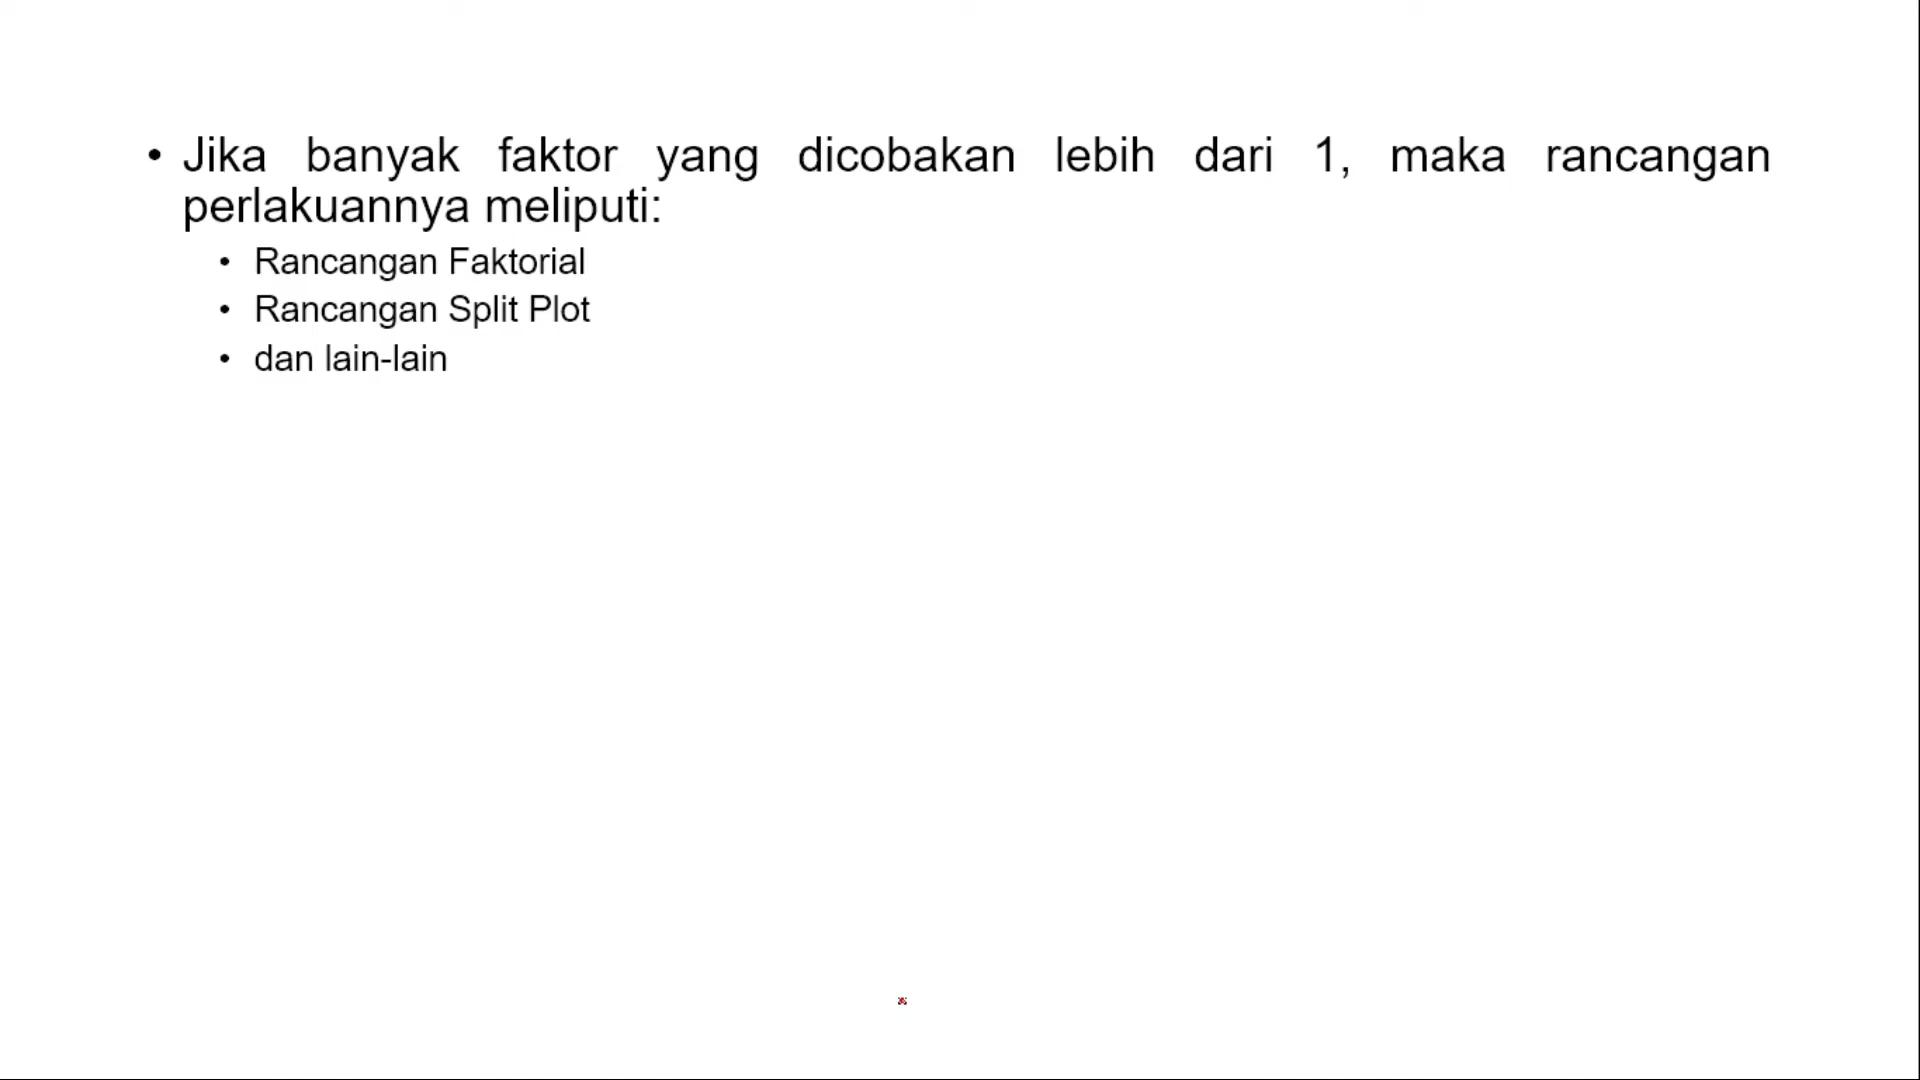 • Jika banyak faktor yang dicobakan lebih dari 1, maka rancangan
perlakuannya meliputi:
• Rancangan Faktorial
• Rancangan Split Plot
• dan lain-lain